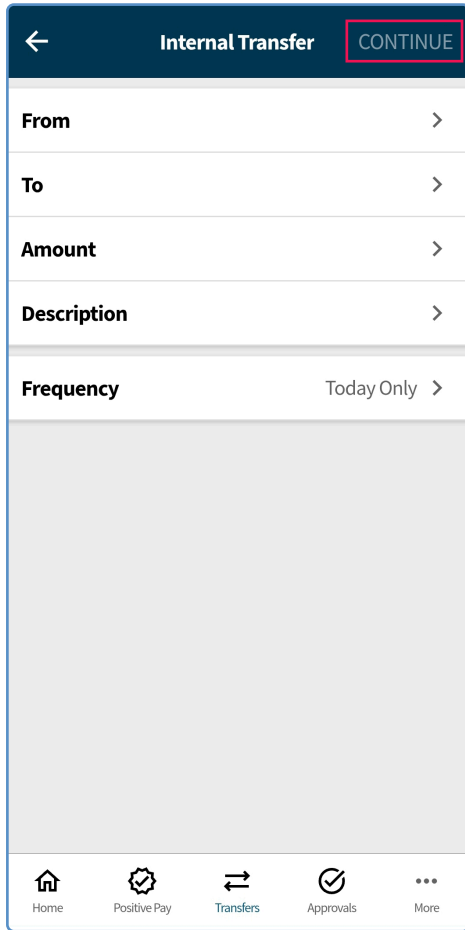 Internal Transfer CONTINUE
From
To
Amount
Description
Frequency Today Only
Home Positive Pay Transfers Approvals More